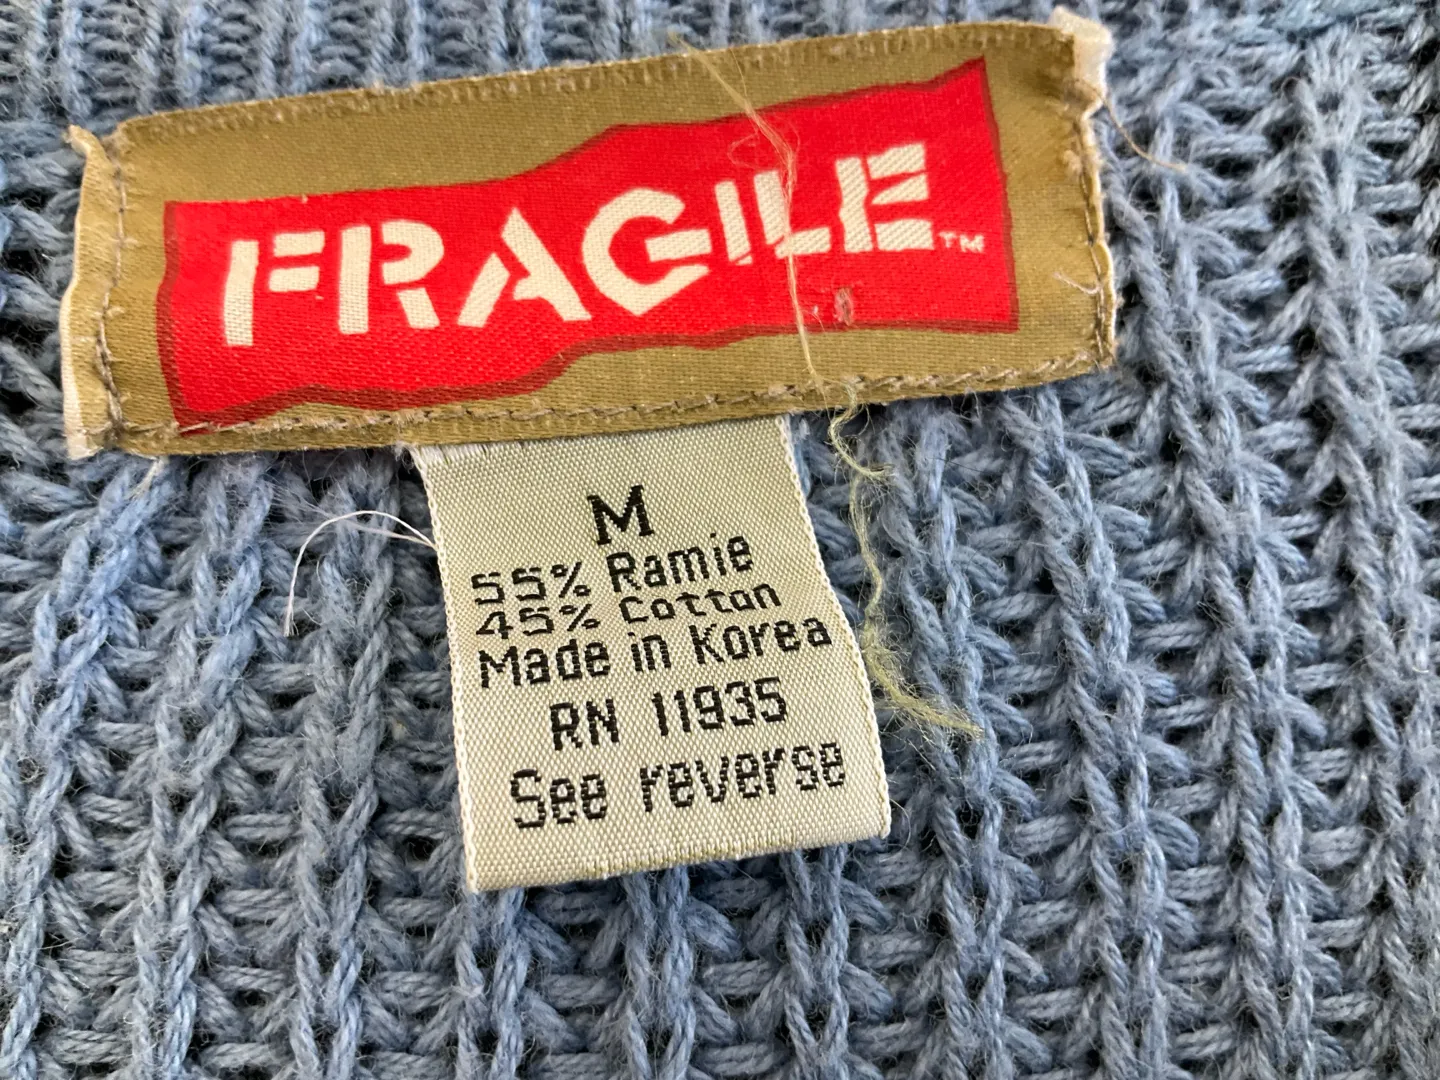 FRAGILE™
M
55% Ramie
45% Cotton
Made in Korea
RN 11935
See reverse